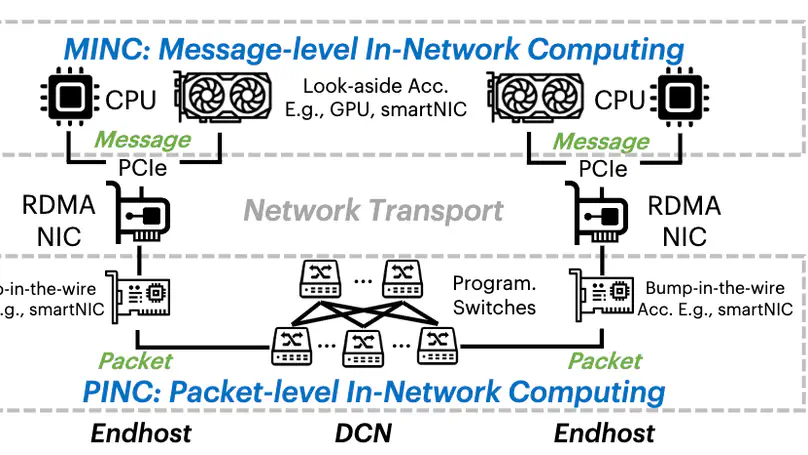 MINC: Message-level In-Network Computing
CPU
Look-aside Acc.
E.g., GPU, smartNIC
CPU
Message
Message
PCIe
PCIe
RDMA
NIC
Network Transport
RDMA
NIC
-in-the-wire
.g., smartNIC
Program.
Switches
Bump-in-the-wire
Acc. E.g., smartNIC
...
...
...
Packet
Packet
PINC: Packet-level In-Network Computing
Endhost
DCN
Endhost